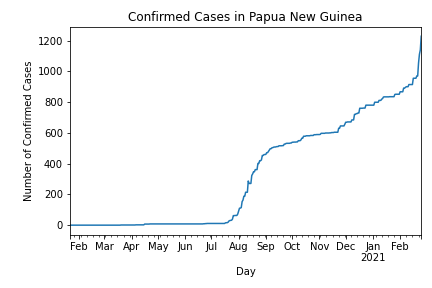 Confirmed Cases in Papua New Guinea
1200
1000
800
600
400
200
0
Number of Confirmed Cases
Feb Mar Apr May Jun Jul Aug Sep Oct Nov Dec Jan Feb
2021
Day